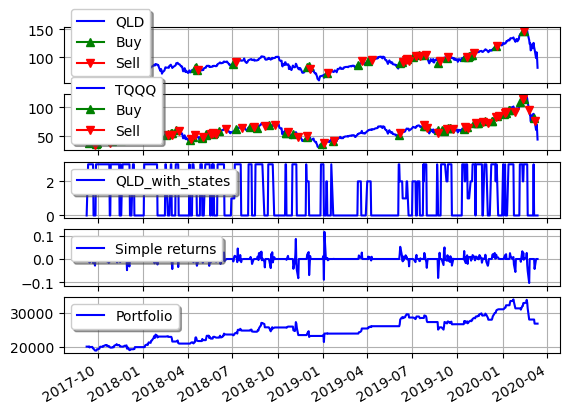 150
QLD
Buy
100
Sell
TQQQ
100
Buy
50
Sell
2
QLD_with_states
0
0.1
Simple returns
0.0
−0.1
Portfolio
30000
20000
2017-10
2018-01
2018-04
2018-07
2018-10
2019-01
2019-04
2019-07
2019-10
2020-01
2020-04